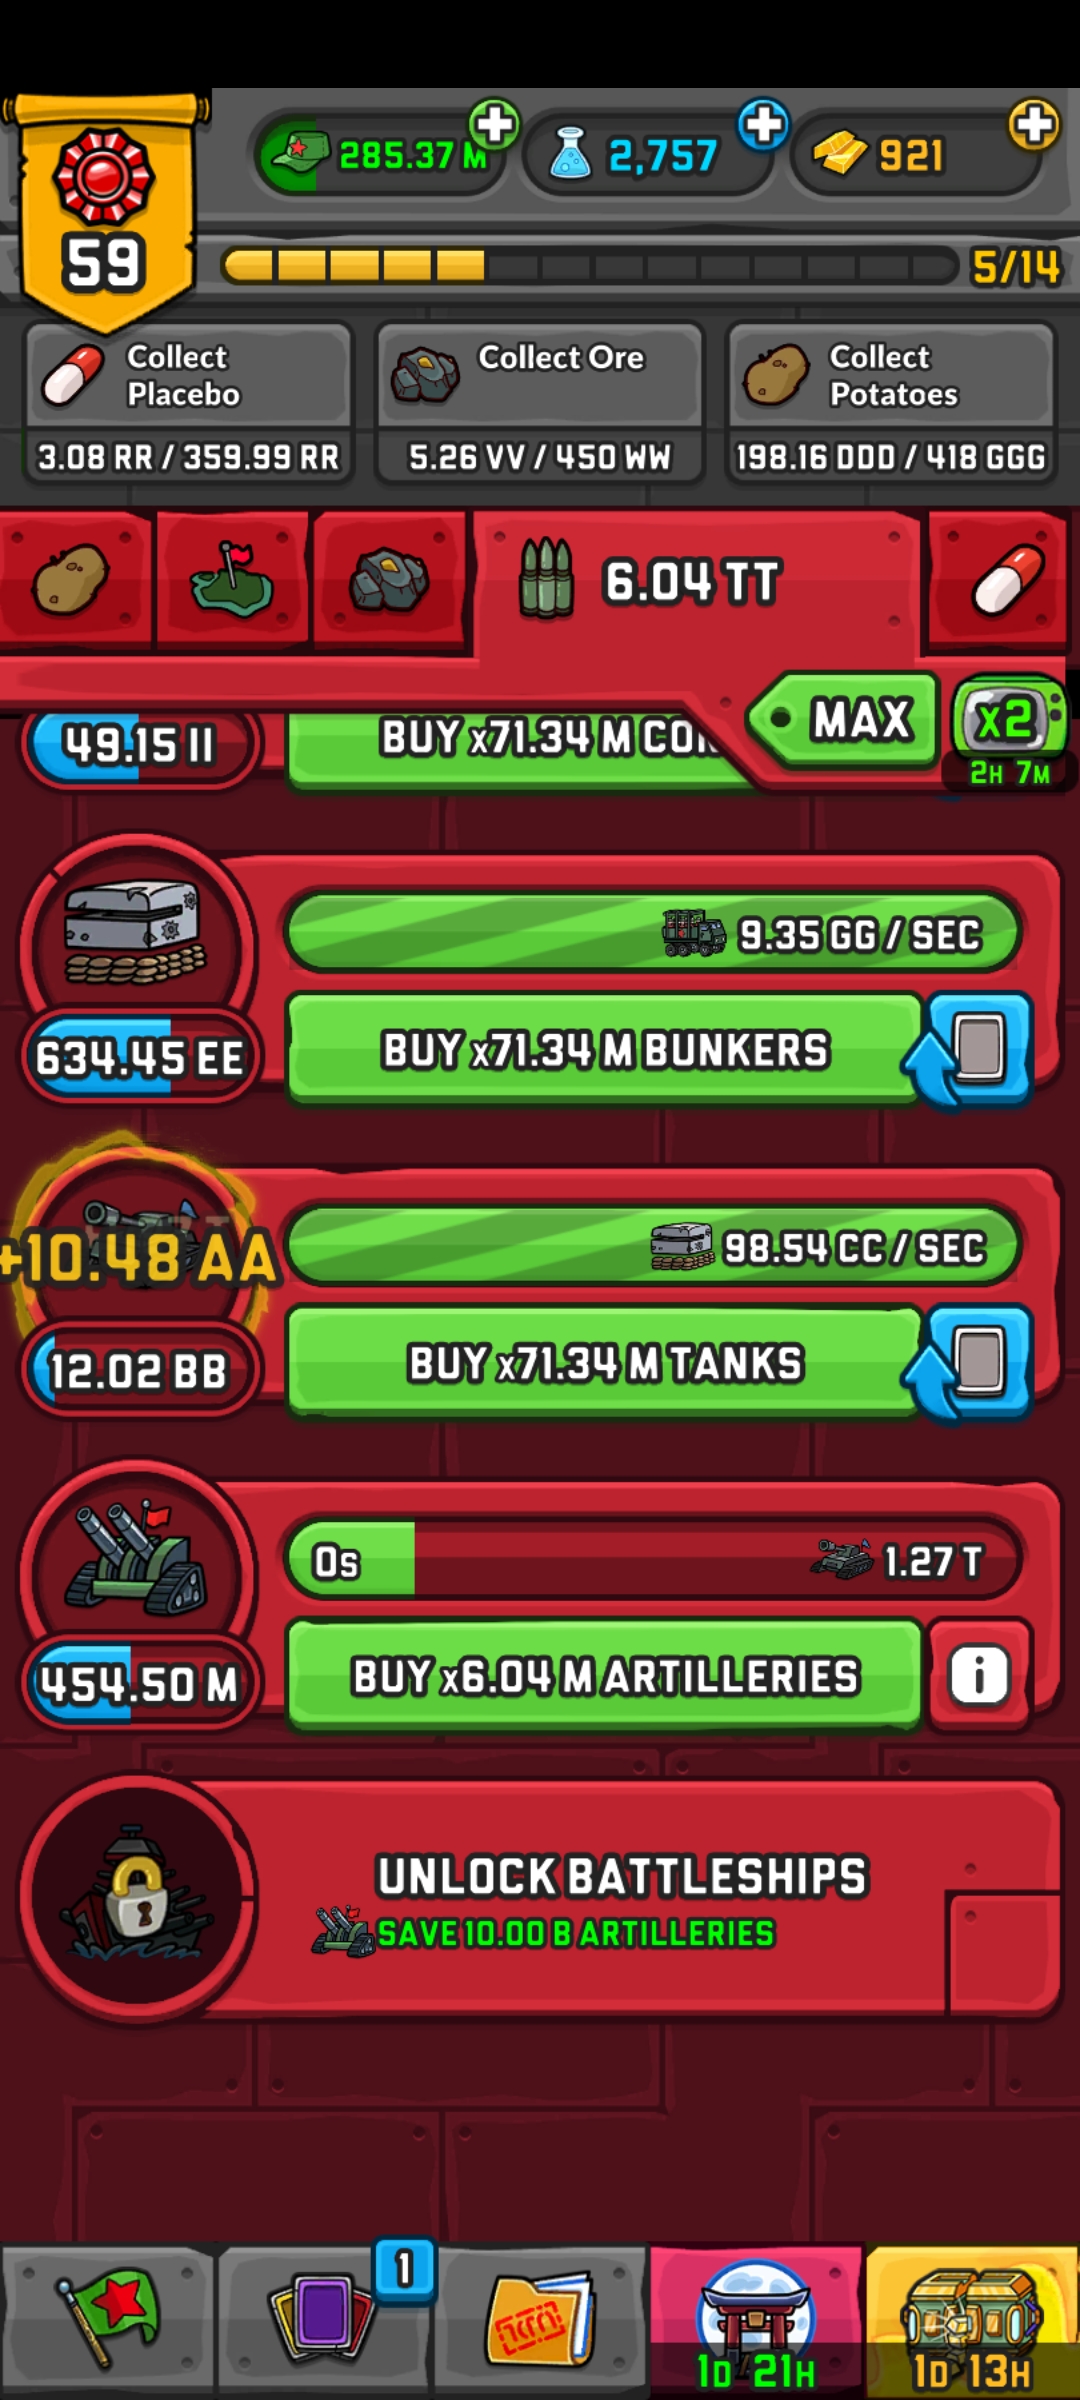 59
285.37 M
2,757
921
5/14
Collect
Placebo
3.08 RR / 359.99 RR
Collect Ore
5.26 VV / 450 WW
Collect
Potatoes
198.16 DDD / 418 GGG
6.04 TT
MAX
x2
2H 7M
49.15 II
BUY x71.34 M
9.35 GG / SEC
634.45 EE
BUY x71.34 M BUNKERS
+10.48 AA
98.54 CC / SEC
12.02 BB
BUY x71.34 M TANKS
0s
1.27 T
454.50 M
BUY x6.04 M ARTILLERIES
i
UNLOCK BATTLESHIPS
SAVE 10.00 B ARTILLERIES
1
1D 21H
1D 13H